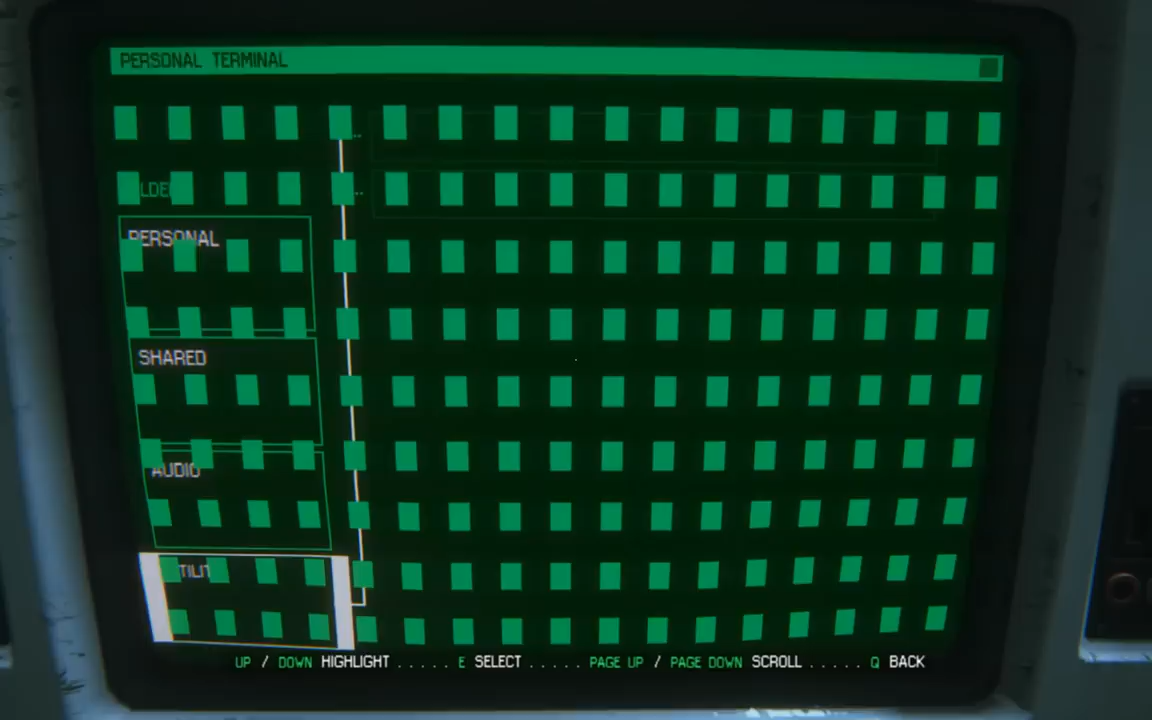 PERSONAL TERMINAL
PERSONAL
SHARED
AUDIO
UP / DOWN HIGHLIGHT ..... E SELECT ..... PAGE UP / PAGE DOWN SCROLL ..... Q BACK